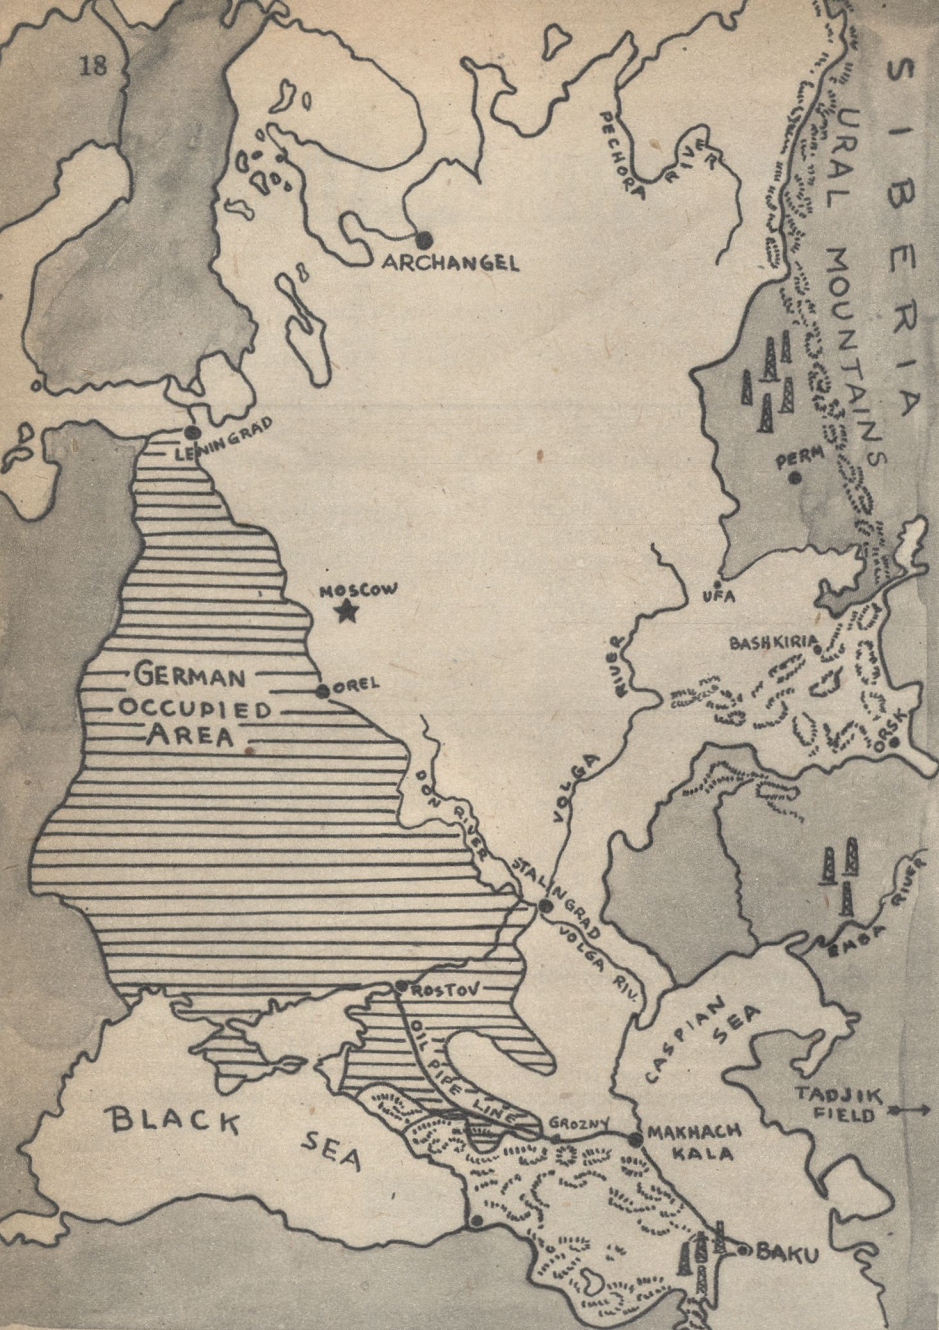 18
SIBERIA
URAL MOUNTAINS
PECHORA RIVER
ARCHANGEL
LENINGRAD
PERM
MOSCOW
UFA
BASHKIRIA
GERMAN
OCCUPIED
AREA
OREL
ORSK
VOLGA RIVER
DON RIVER
STALINGRAD
VOLGA RIV.
EMBA RIVER
ROSTOV
OIL PIPE LINE
CASPIAN
SEA
TADJIK
FIELD
BLACK
SEA
GROZNY
MAKHACH
KALA
BAKU